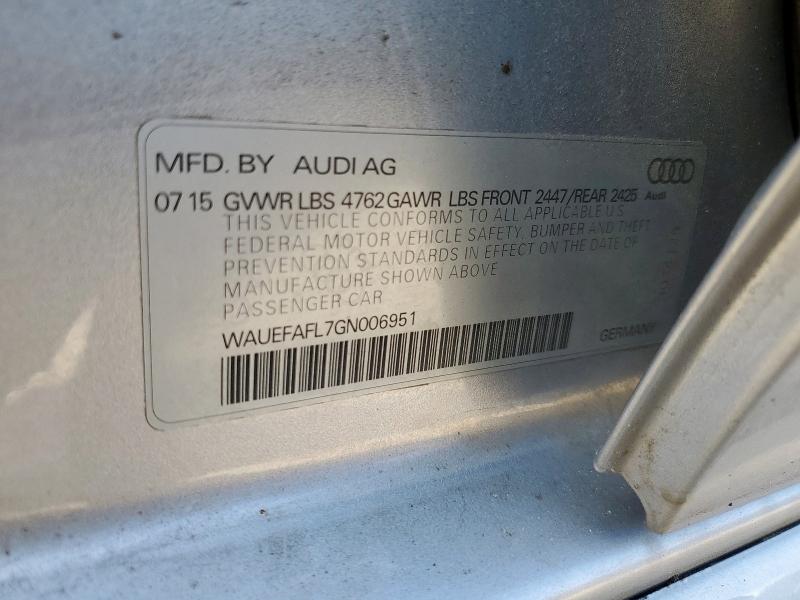 MFD. BY AUDI AG
07 15 GVWR LBS 4762 GAWR LBS FRONT 2447/REAR 2425 Audi
THIS VEHICLE CONFORMS TO ALL APPLICABLE U.S.
FEDERAL MOTOR VEHICLE SAFETY, BUMPER AND THEFT
PREVENTION STANDARDS IN EFFECT ON THE DATE OF
MANUFACTURE SHOWN ABOVE
PASSENGER CAR
WAUEFAFL7GN006951
GERMANY